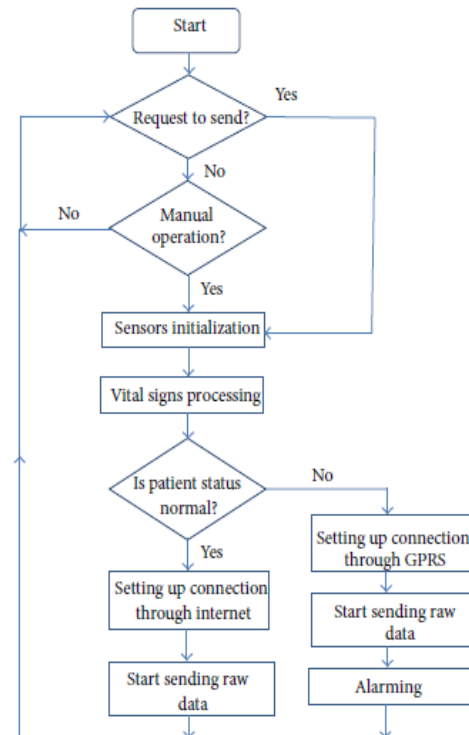 Start
Request to send?
Yes
No
Manual
operation?
No
Yes
Sensors initialization
Vital signs processing
Is patient status
normal?
No
Yes
Setting up connection
through internet
Start sending raw
data
Setting up connection
through GPRS
Start sending raw
data
Alarming